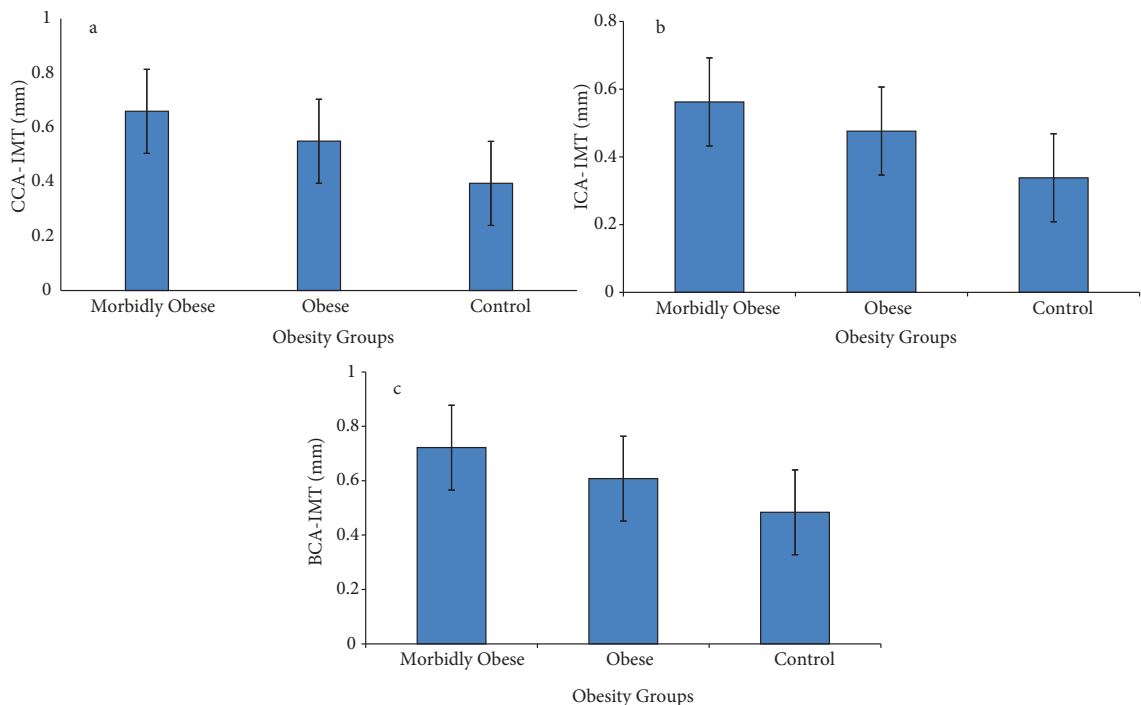 a
CCA-IMT (mm)
1
0.8
0.6
0.4
0.2
0
Morbidly Obese
Obese
Control
Obesity Groups
b
ICA-IMT (mm)
0.8
0.6
0.4
0.2
0
Morbidly Obese
Obese
Control
Obesity Groups
c
BCA-IMT (mm)
1
0.8
0.6
0.4
0.2
0
Morbidly Obese
Obese
Control
Obesity Groups